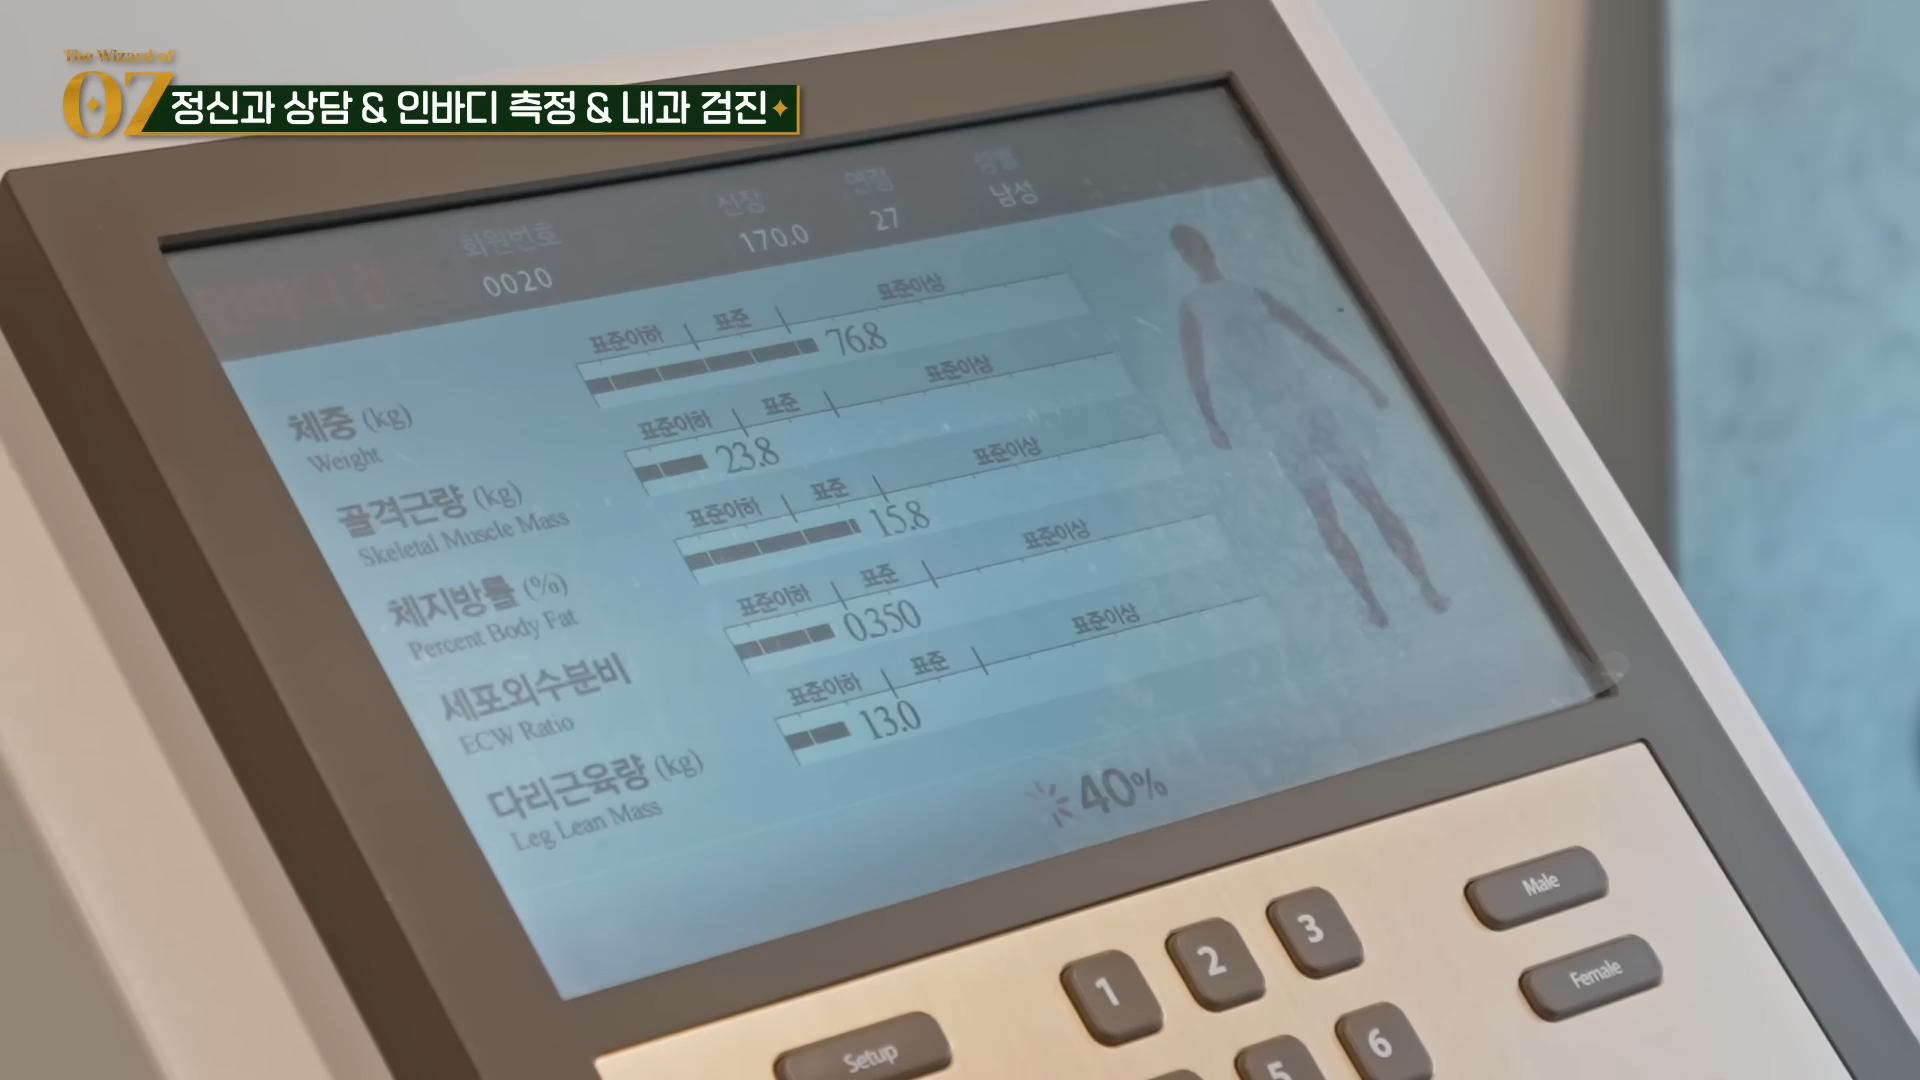 The Wizard of
OZ
정신과 상담 & 인바디 측정 & 내과 검진
회원번호 신장 연령 성별
0020 170.0 27 남성
표준이하 표준 표준이상
체중 (kg) 76.8
Weight
표준이하 표준 표준이상
골격근량 (kg) 23.8
Skeletal Muscle Mass
표준이하 표준 표준이상
체지방률 (%) 15.8
Percent Body Fat
표준이하 표준 표준이상
세포외수분비 0.350
ECW Ratio
표준이하 표준 표준이상
다리근육량 (kg) 13.0
Leg Lean Mass
40%
1 2 3 Male
Setup 5 6 Female